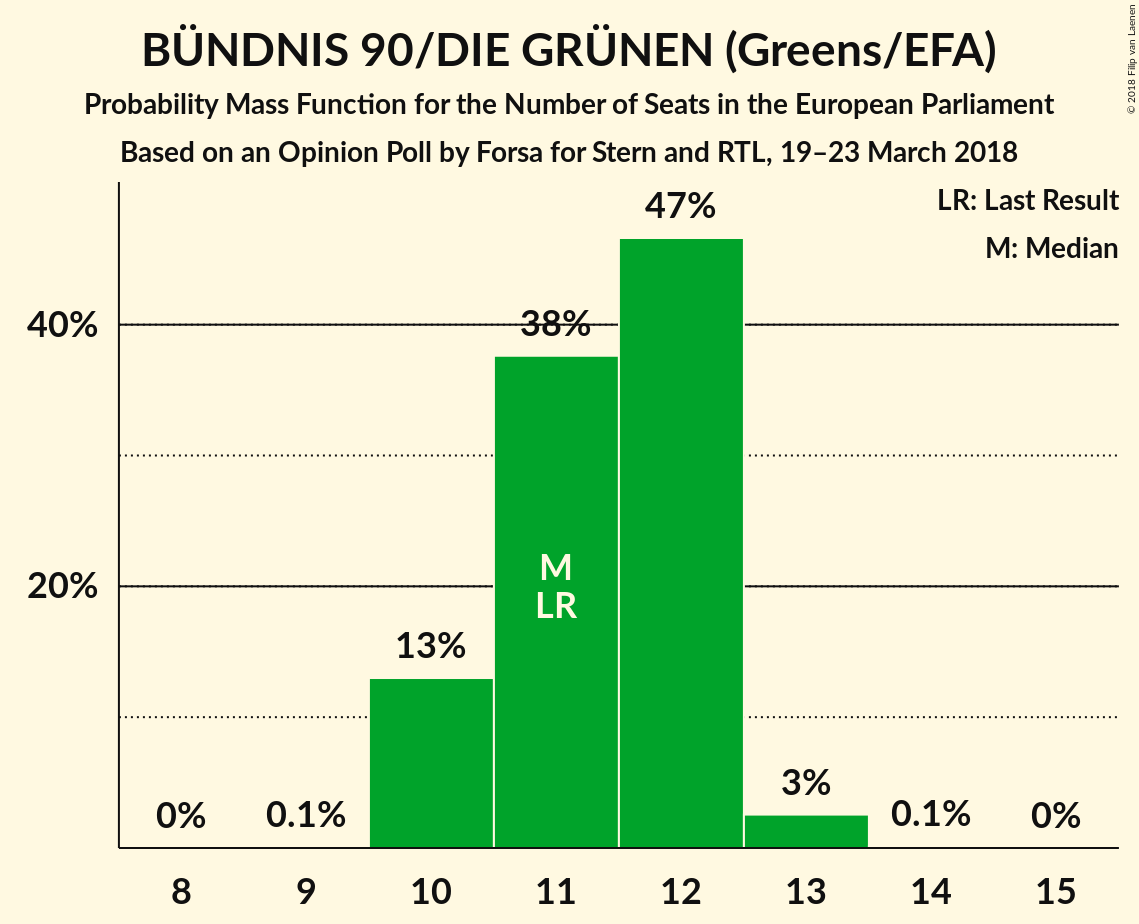 BÜNDNIS 90/DIE GRÜNEN (Greens/EFA)
Probability Mass Function for the Number of Seats in the European Parliament
Based on an Opinion Poll by Forsa for Stern and RTL, 19–23 March 2018
© 2018 Filip van Laenen
LR: Last Result
M: Median
47%
40%
38%
M
LR
20%
13%
3%
0%
0.1%
0.1%
0%
8 9 10 11 12 13 14 15